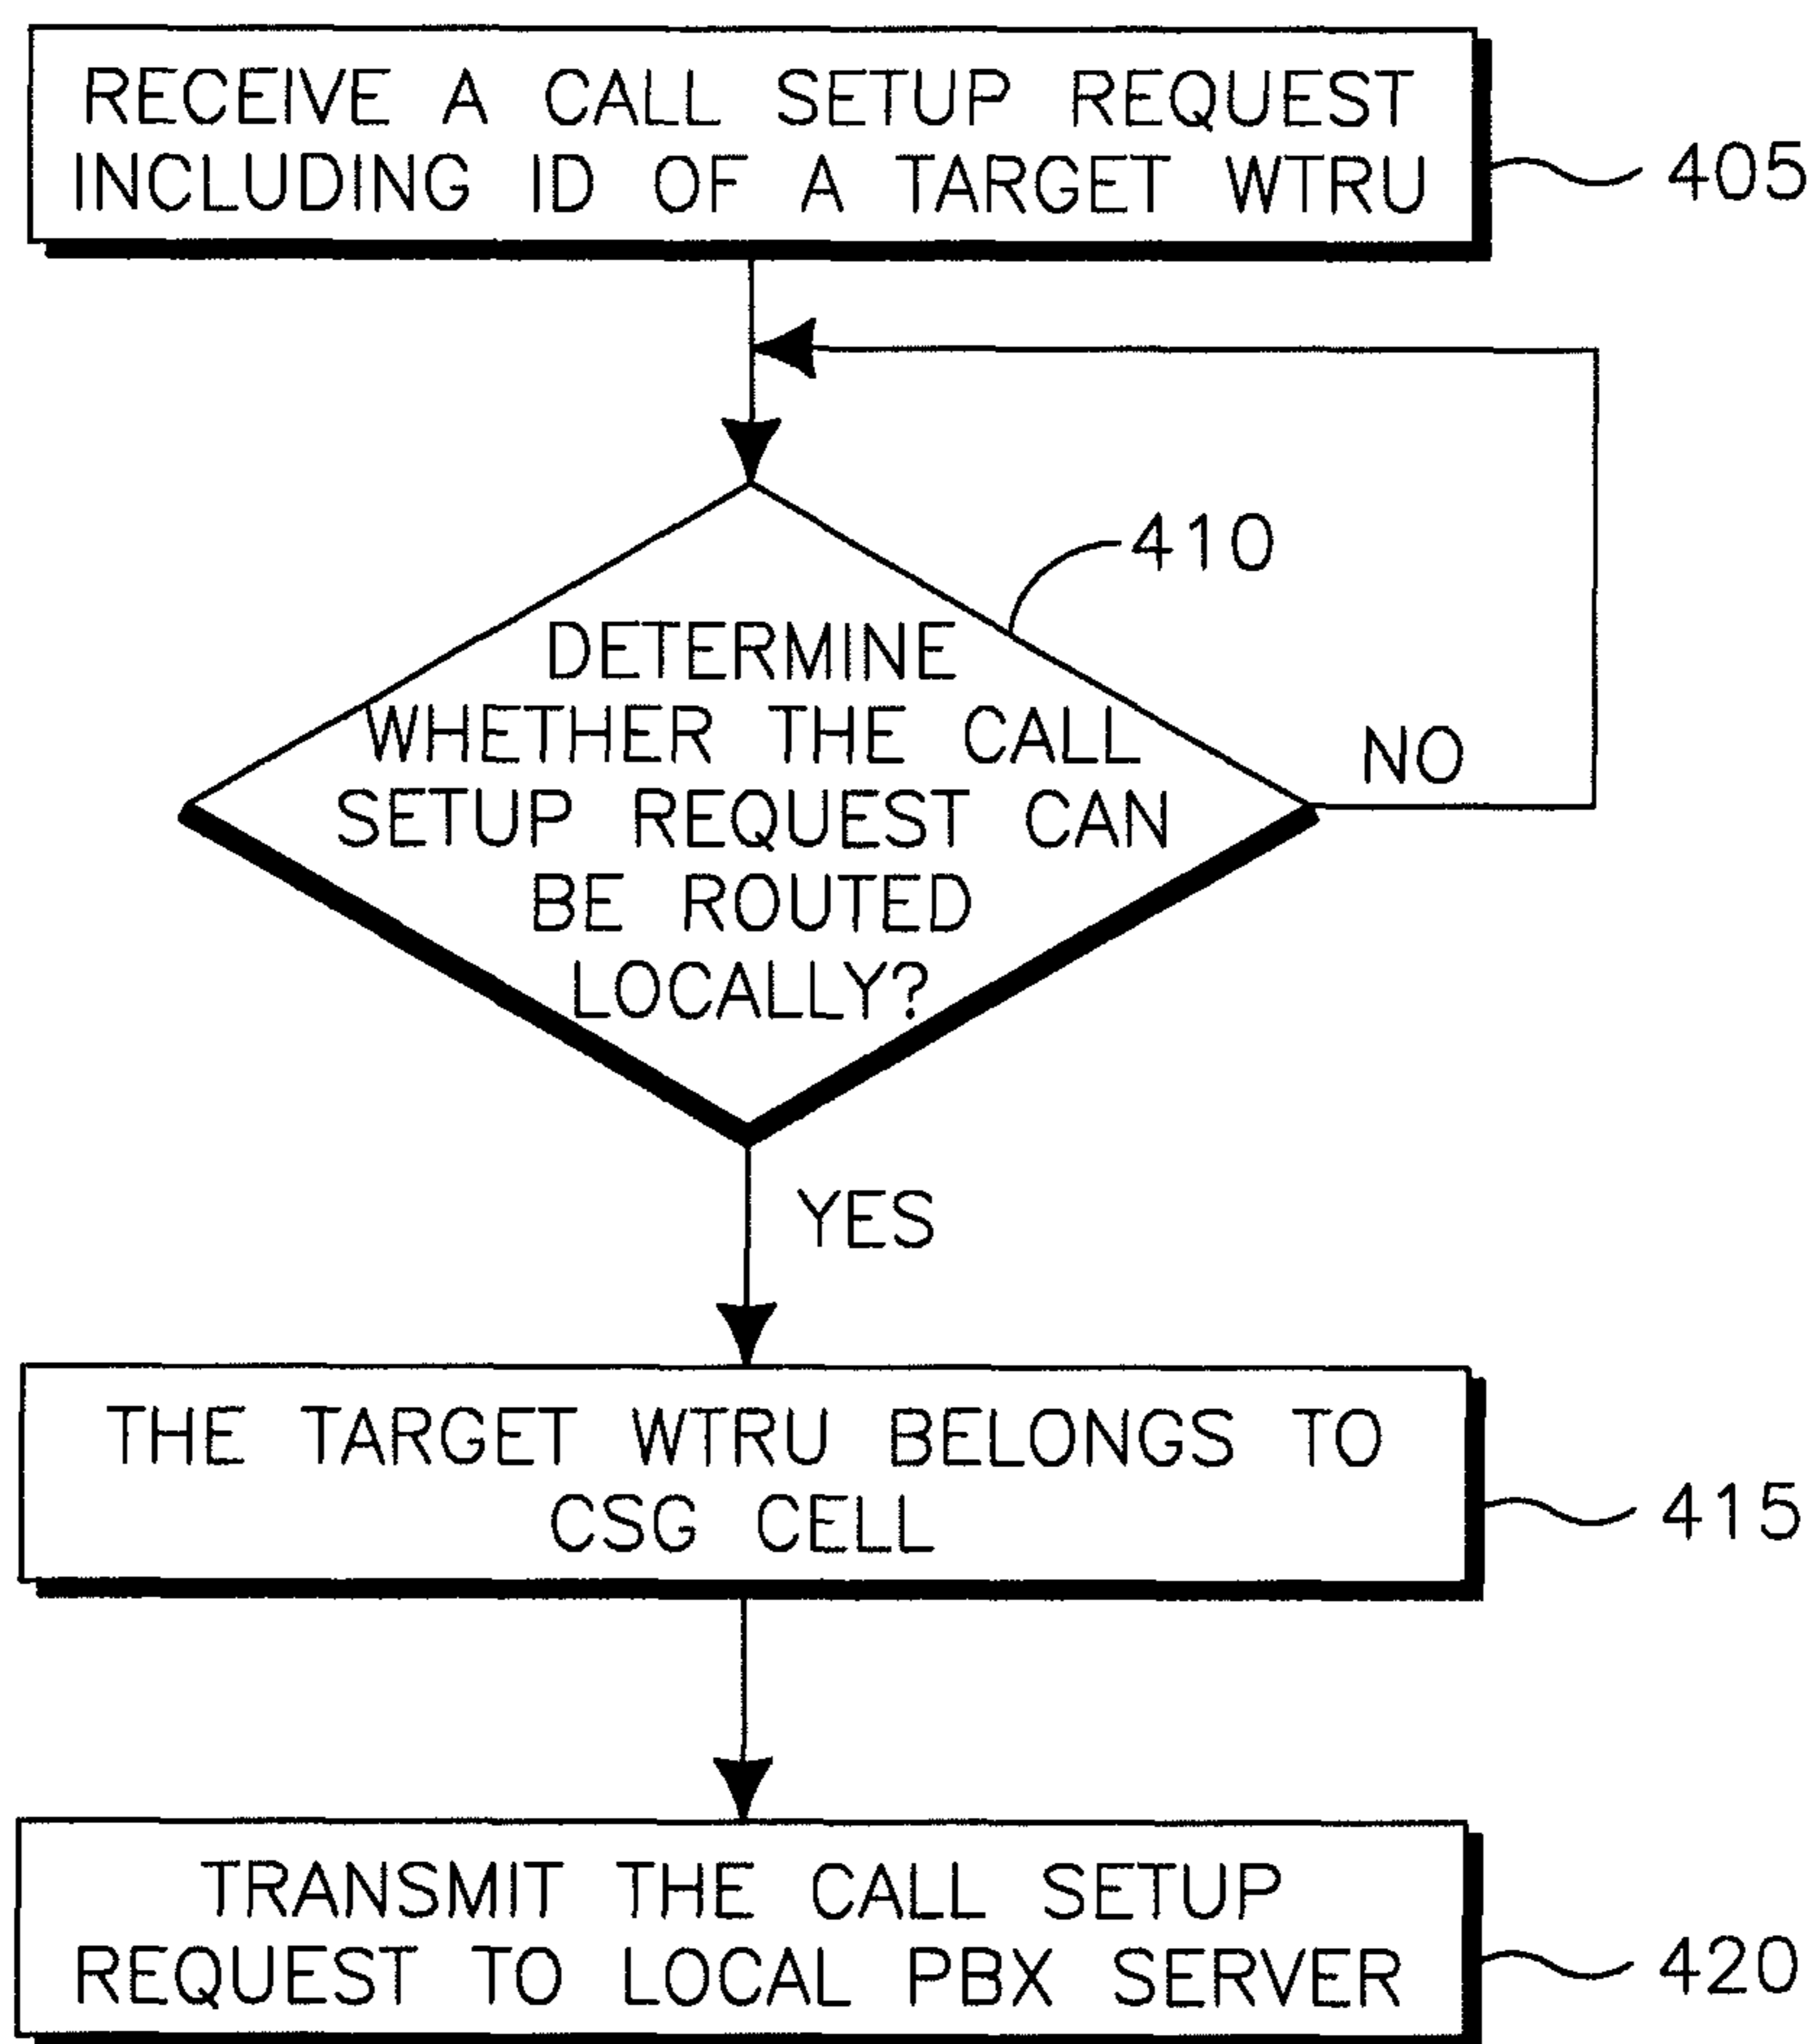 RECEIVE A CALL SETUP REQUEST
INCLUDING ID OF A TARGET WTRU
405
410
DETERMINE
WHETHER THE CALL
SETUP REQUEST CAN
BE ROUTED
LOCALLY?
NO
YES
THE TARGET WTRU BELONGS TO
CSG CELL
415
TRANSMIT THE CALL SETUP
REQUEST TO LOCAL PBX SERVER
420